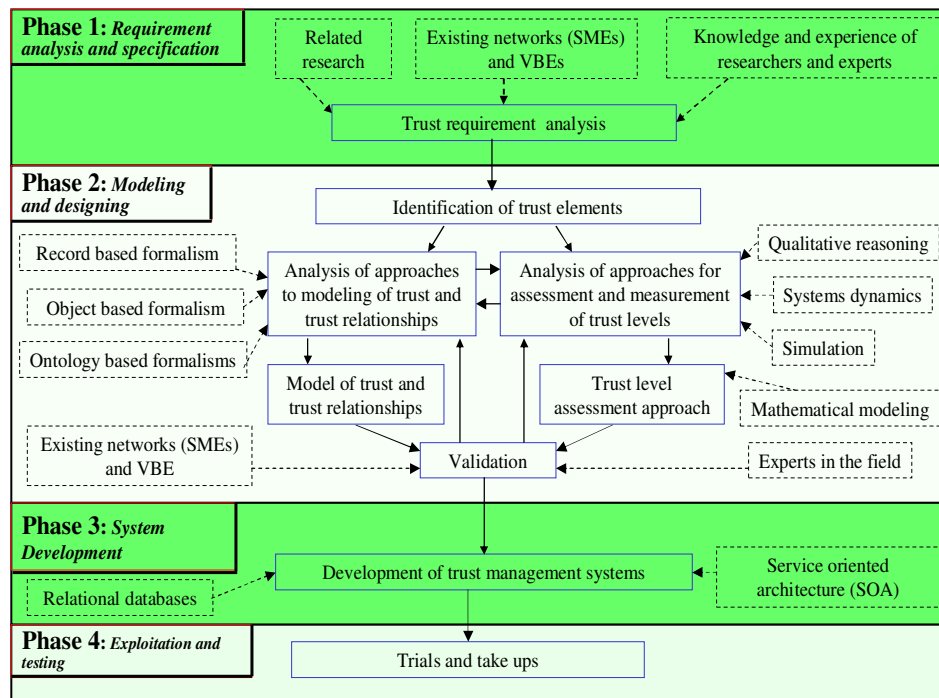 Phase 1: Requirement
analysis and specification
Related
research
Existing networks (SMEs)
and VBEs
Knowledge and experience of
researchers and experts
Trust requirement analysis
Phase 2: Modeling
and designing
Identification of trust elements
Record based formalism
Object based formalism
Ontology based formalisms
Analysis of approaches
to modeling of trust and
trust relationships
Analysis of approaches for
assessment and measurement
of trust levels
Qualitative reasoning
Systems dynamics
Simulation
Mathematical modeling
Model of trust and
trust relationships
Trust level
assessment approach
Existing networks (SMEs)
and VBE
Validation
Experts in the field
Phase 3: System
Development
Development of trust management systems
Relational databases
Service oriented
architecture (SOA)
Phase 4: Exploitation and
testing
Trials and take ups